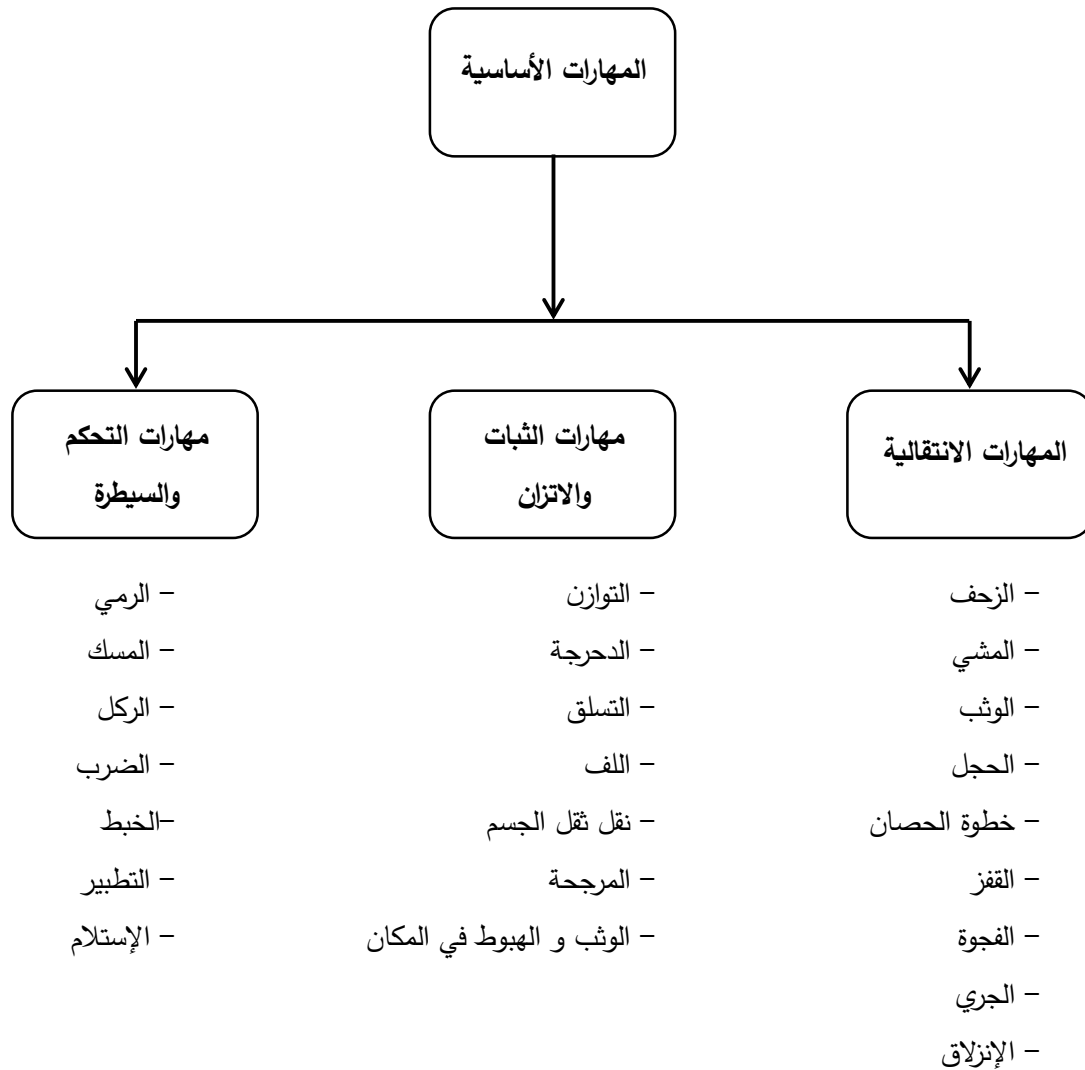 المهارات الأساسية
المهارات الانتقالية
مهارات الثبات
والاتزان
مهارات التحكم
والسيطرة
– الزحف
– المشي
– الوثب
– الحجل
– خطوة الحصان
– القفز
– الفجوة
– الجري
– الإنزلاق
– التوازن
– الدحرجة
– التسلق
– اللف
– نقل ثقل الجسم
– المرجحة
– الوثب و الهبوط في المكان
– الرمي
– المسك
– الركل
– الضرب
–الخبط
– التطبير
– الإستلام